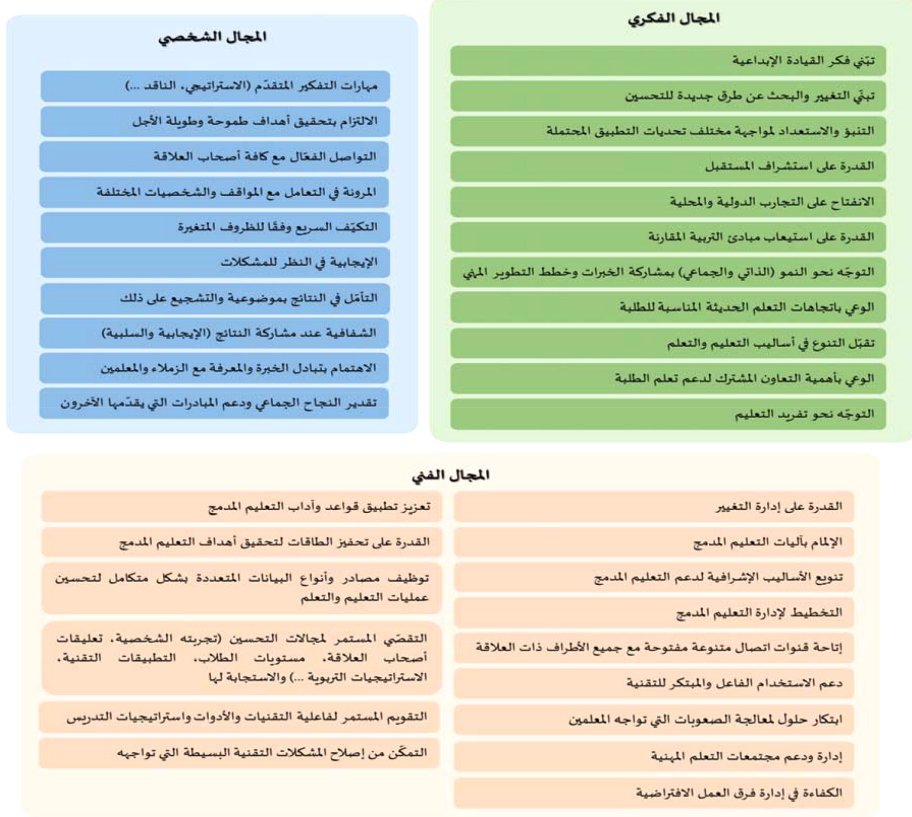 المجال الفكري
تبّني فكر القيادة الإبداعية
تبنّي التغيير والبحث عن طرق جديدة للتحسين
التنبؤ والاستعداد لمواجهة مختلف تحديات التطبيق المحتملة
القدرة على استشراف المستقبل
الانفتاح على التجارب الدولية والمحلية
القدرة على استيعاب مبادئ التربية المقارنة
التوجّه نحو النمو (الذاتي والجماعي) بمشاركة الخبرات وخطط التطوير المهني
الوعي باتجاهات التعلم الحديثة المناسبة للطلبة
تقبّل التنوع في أساليب التعليم والتعلم
الوعي بأهمية التعاون المشترك لدعم تعلم الطلبة
التوجّه نحو تفريد التعليم
المجال الشخصي
مهارات التفكير المتقدّم (الاستراتيجي، الناقد ...)
الالتزام بتحقيق أهداف طموحة وطويلة الأجل
التواصل الفعّال مع كافة أصحاب العلاقة
المرونة في التعامل مع المواقف والشخصيات المختلفة
التكيّف السريع وفقًا للظروف المتغيرة
الإيجابية في النظر للمشكلات
التأمّل في النتائج بموضوعية والتشجيع على ذلك
الشفافية عند مشاركة النتائج (الإيجابية والسلبية)
الاهتمام بتبادل الخبرة والمعرفة مع الزملاء والمعلمين
تقدير النجاح الجماعي ودعم المبادرات التي يقدّمها الآخرون
المجال الفني
القدرة على إدارة التغيير
الإلمام بآليات التعليم المدمج
تنويع الأساليب الإشرافية لدعم التعليم المدمج
التخطيط لإدارة التعليم المدمج
إتاحة قنوات اتصال متنوعة مفتوحة مع جميع الأطراف ذات العلاقة
دعم الاستخدام الفاعل والمبتكر للتقنية
ابتكار حلول لمعالجة الصعوبات التي تواجه المعلمين
إدارة ودعم مجتمعات التعلم المهنية
الكفاءة في إدارة فرق العمل الافتراضية
تعزيز تطبيق قواعد وآداب التعليم المدمج
القدرة على تحفيز الطاقات لتحقيق أهداف التعليم المدمج
توظيف مصادر وأنواع البيانات المتعددة بشكل متكامل لتحسين
عمليات التعليم والتعلم
التقصّي المستمر لمجالات التحسين (تجربته الشخصية، تعليقات
أصحاب العلاقة، مستويات الطلاب، التطبيقات التقنية،
الاستراتيجيات التربوية ...) والاستجابة لها
التقويم المستمر لفاعلية التقنيات والأدوات واستراتيجيات التدريس
التمكّن من إصلاح المشكلات التقنية البسيطة التي تواجهه